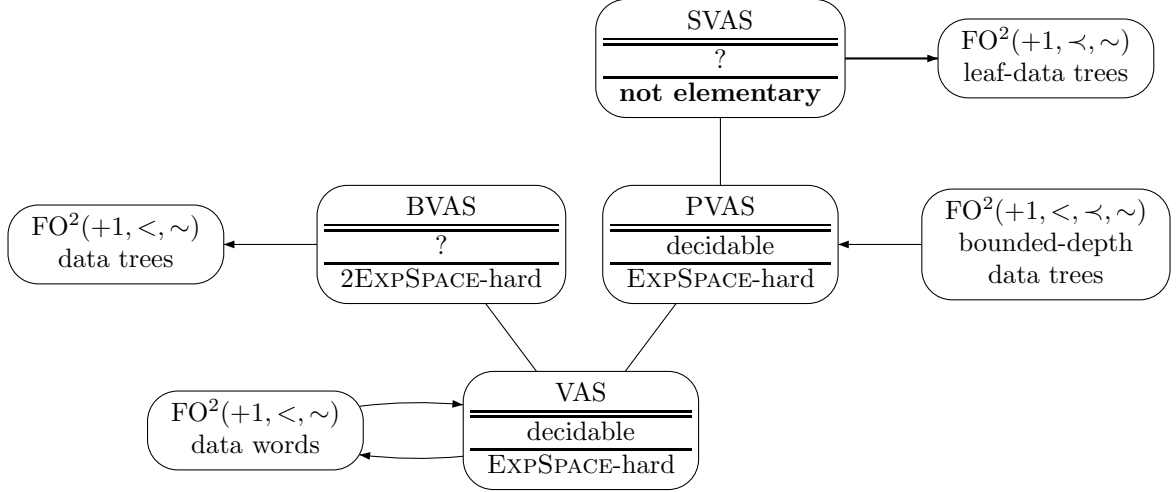 SVAS
?
not elementary
FO²(+1, ≺, ∼)
leaf-data trees
FO²(+1, <, ∼)
data trees
BVAS
?
2EXPSPACE-hard
PVAS
decidable
EXPSPACE-hard
FO²(+1, <, ≺, ∼)
bounded-depth
data trees
FO²(+1, <, ∼)
data words
VAS
decidable
EXPSPACE-hard